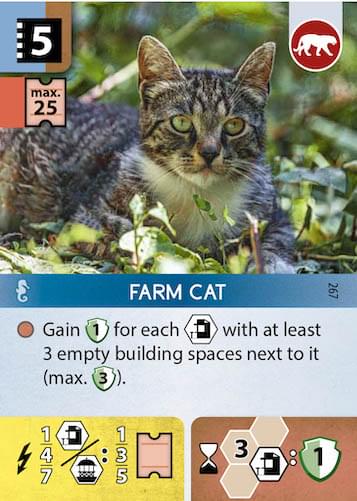 5
max.
25
FARM CAT
267
Gain 1 for each with at least
3 empty building spaces next to it
(max. 3).
1 4 7 / : 1 3 5
3 : 1